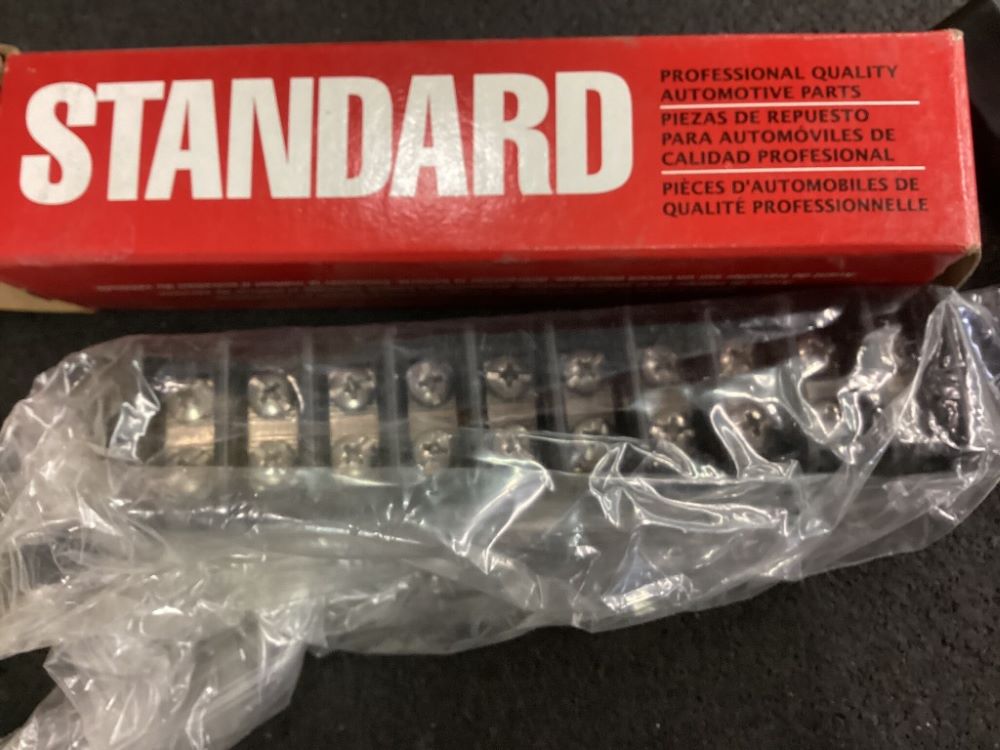 STANDARD
PROFESSIONAL QUALITY
AUTOMOTIVE PARTS
PIEZAS DE REPUESTO
PARA AUTOMÓVILES DE
CALIDAD PROFESIONAL
PIÈCES D'AUTOMOBILES DE
QUALITÉ PROFESSIONNELLE